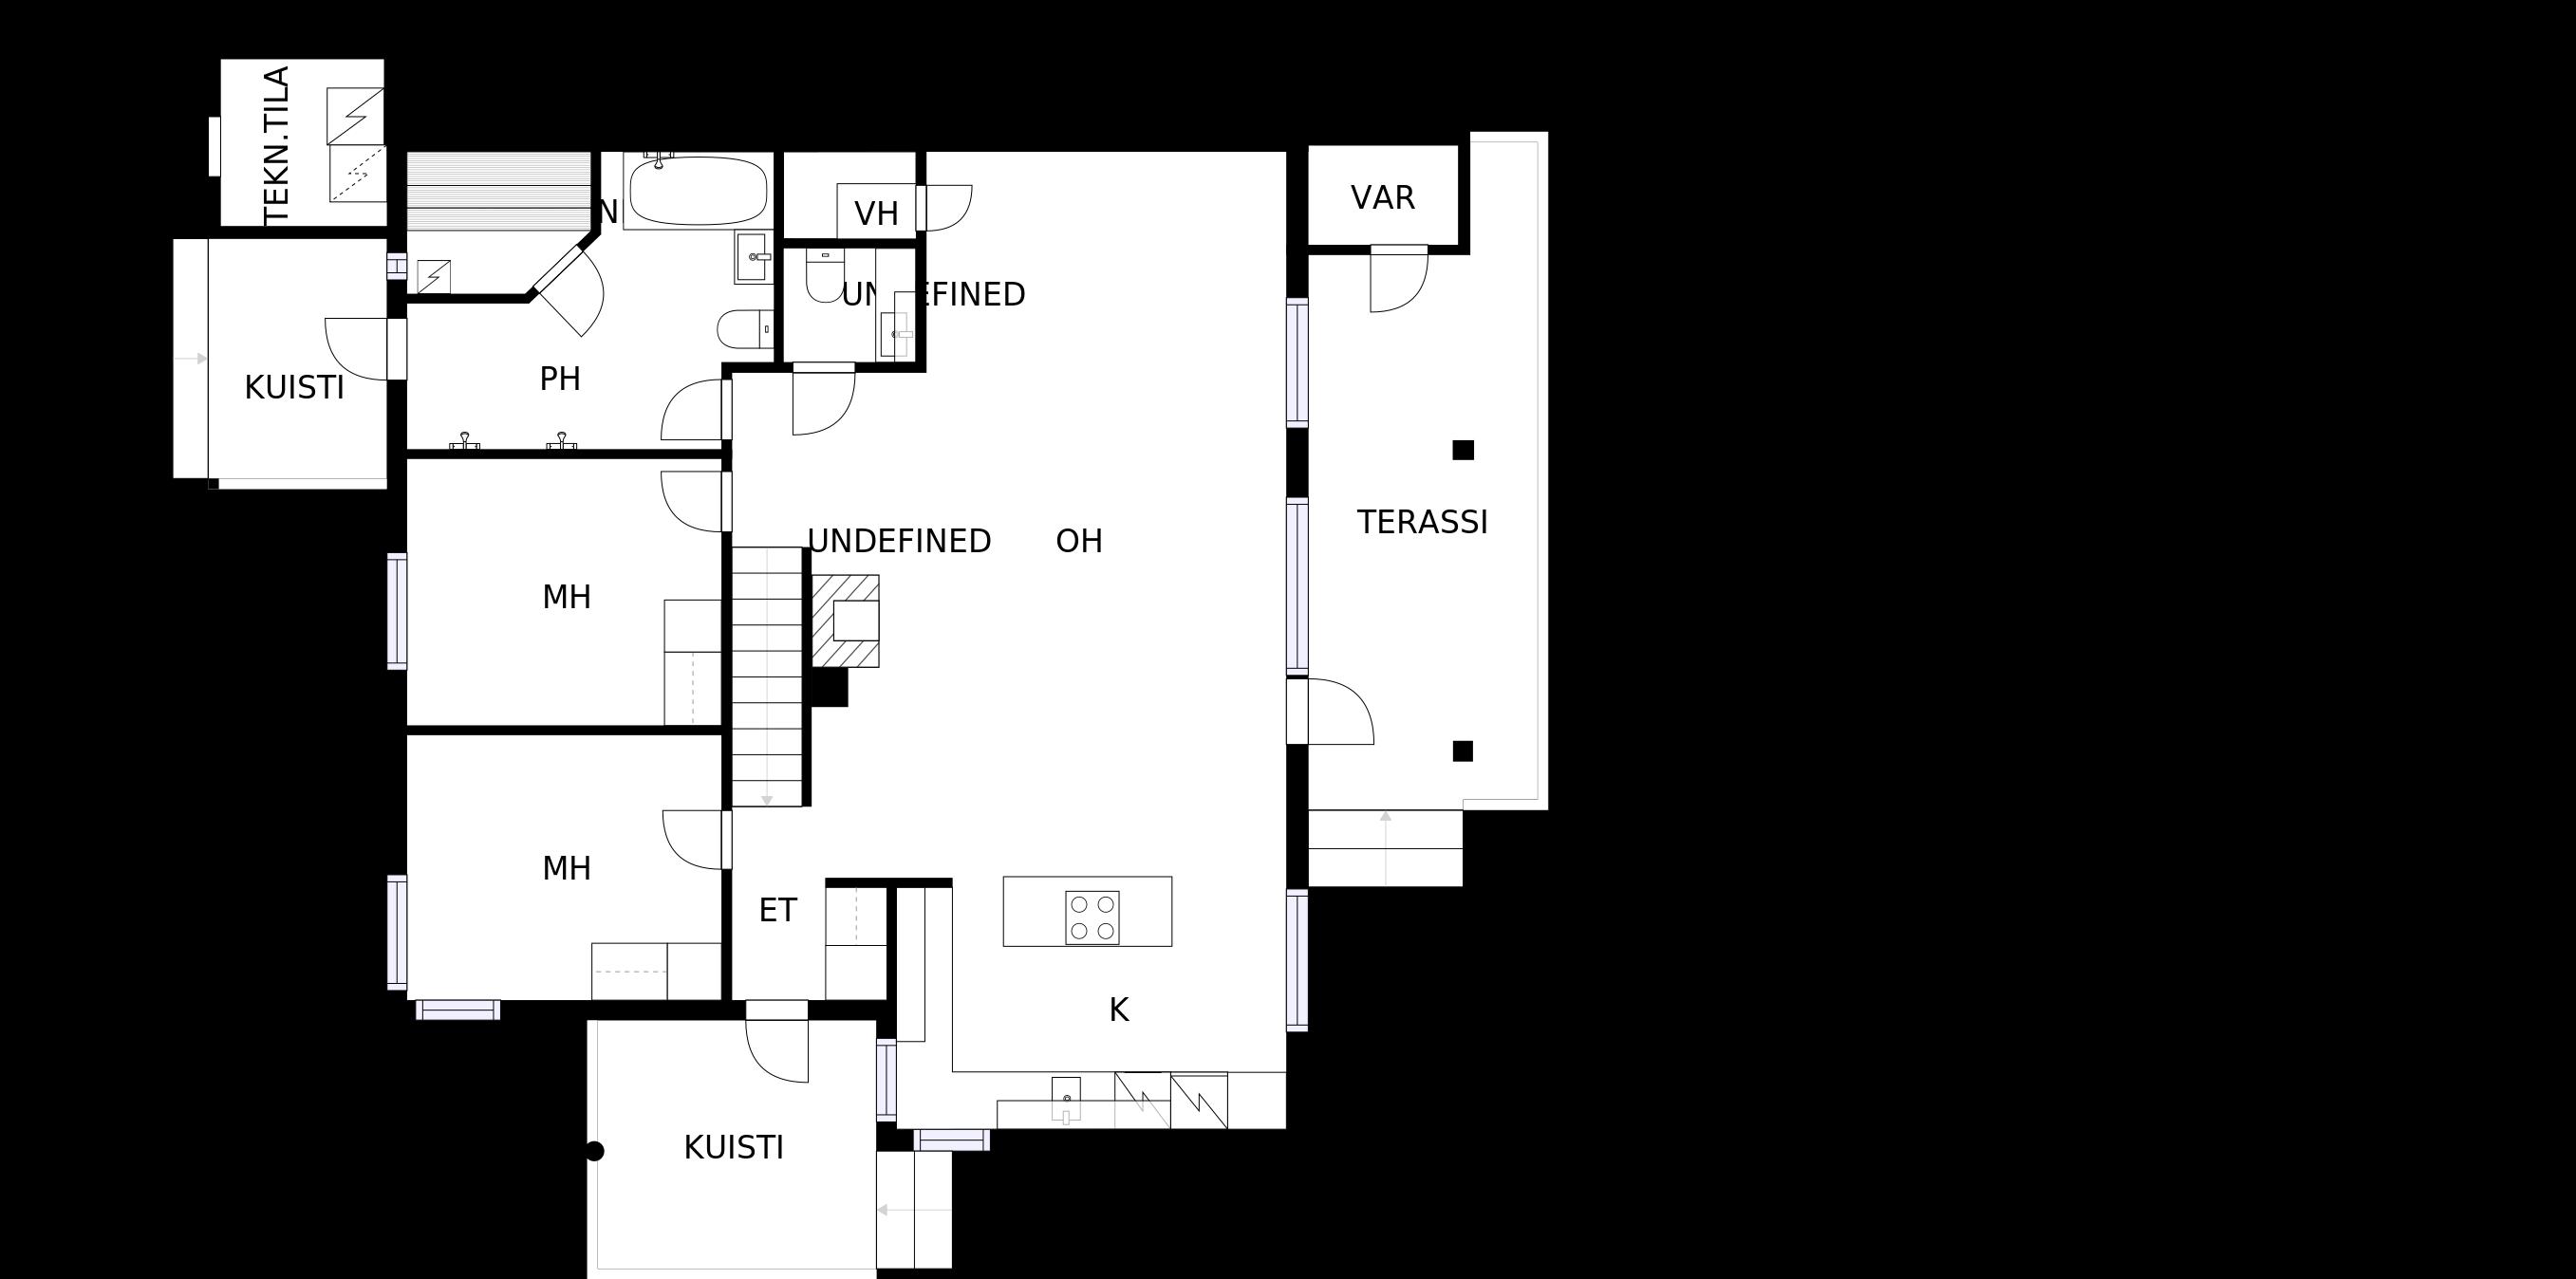 TEKN.TILA
VH
VAR
UNDEFINED
KUISTI
PH
TERASSI
UNDEFINED
OH
MH
MH
ET
K
KUISTI